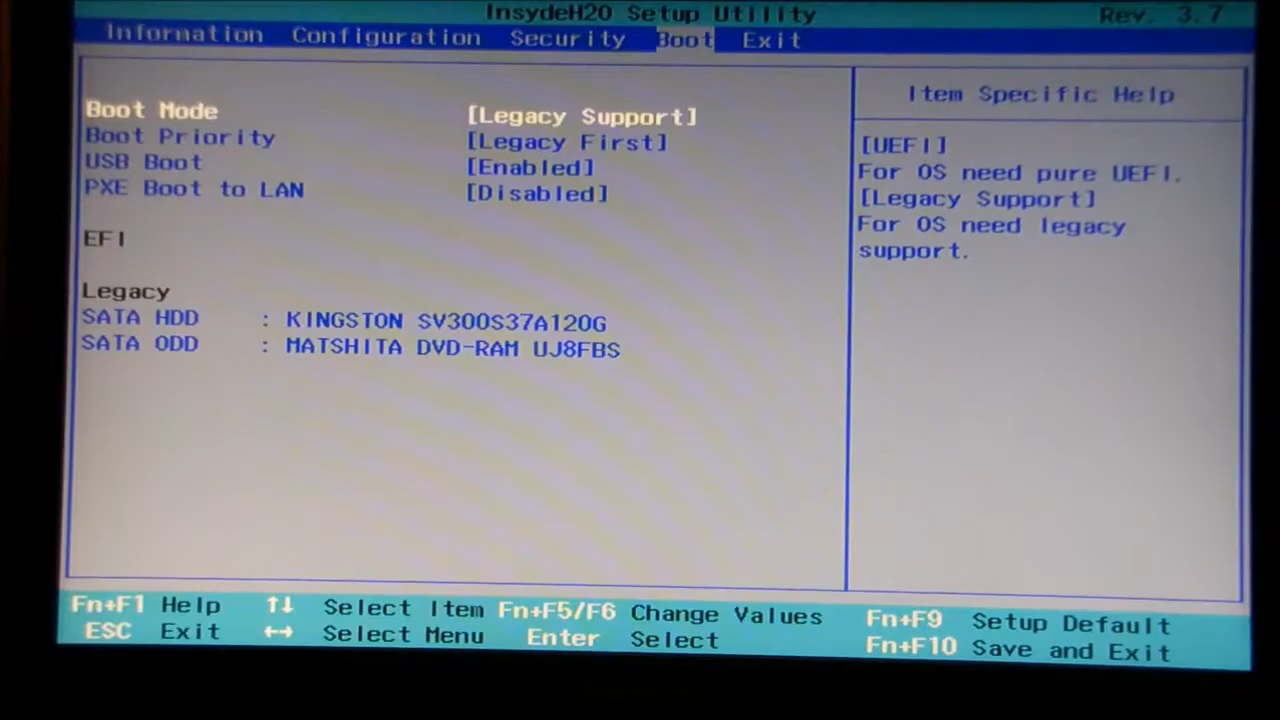 InsydeH20 Setup Utility Rev. 3.7
Information Configuration Security Boot Exit
Item Specific Help
Boot Mode [Legacy Support]
Boot Priority [Legacy First]
USB Boot [Enabled]
PXE Boot to LAN [Disabled]
EFI
Legacy
SATA HDD : KINGSTON SV300S37A120G
SATA ODD : MATSHITA DVD-RAM UJ8FBS
[UEFI]
For OS need pure UEFI.
[Legacy Support]
For OS need legacy
support.
Fn+F1 Help ↑↓ Select Item Fn+F5/F6 Change Values Fn+F9 Setup Default
ESC Exit ←→ Select Menu Enter Select Fn+F10 Save and Exit